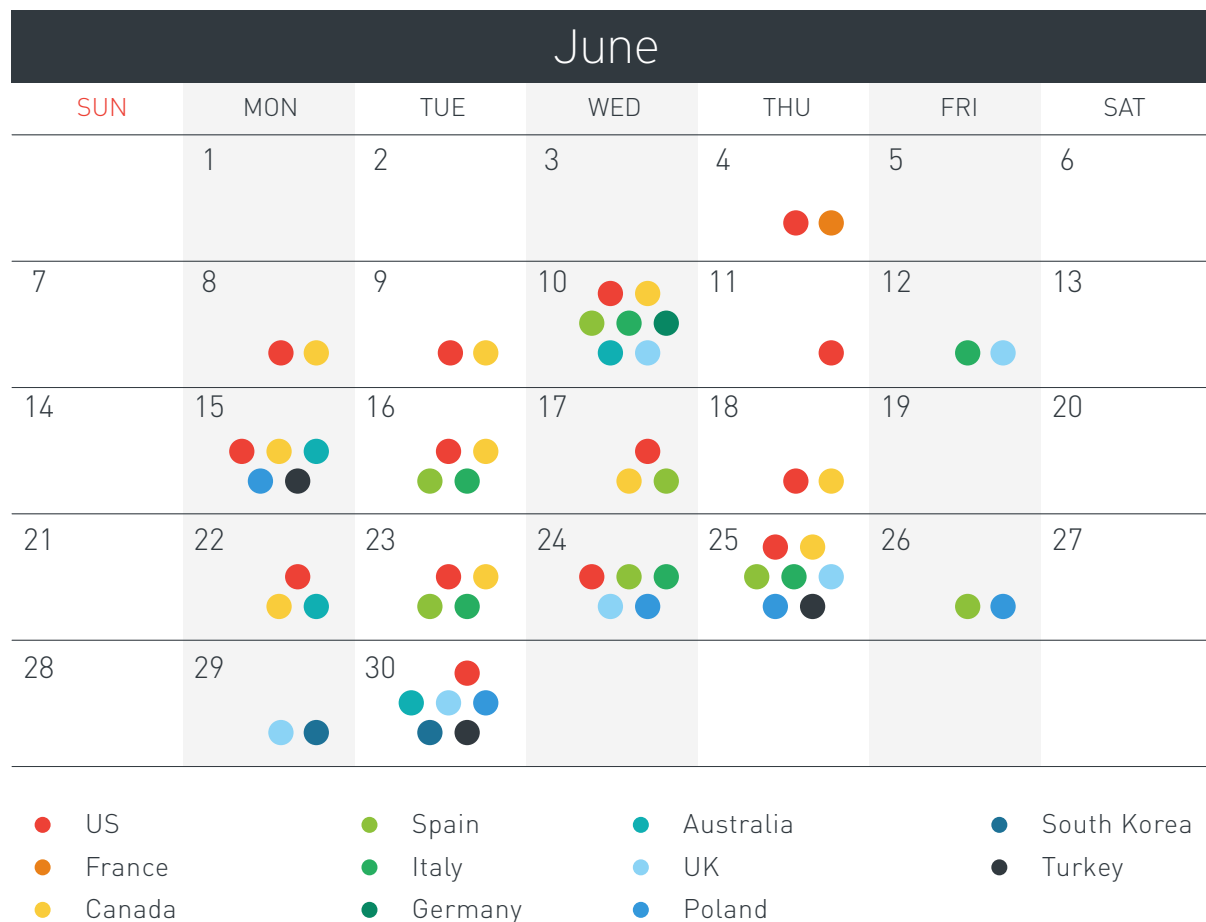 June
SUN MON TUE WED THU FRI SAT
1 2 3 4 5 6
7 8 9 10 11 12 13
14 15 16 17 18 19 20
21 22 23 24 25 26 27
28 29 30
US Spain Australia South Korea
France Italy UK Turkey
Canada Germany Poland